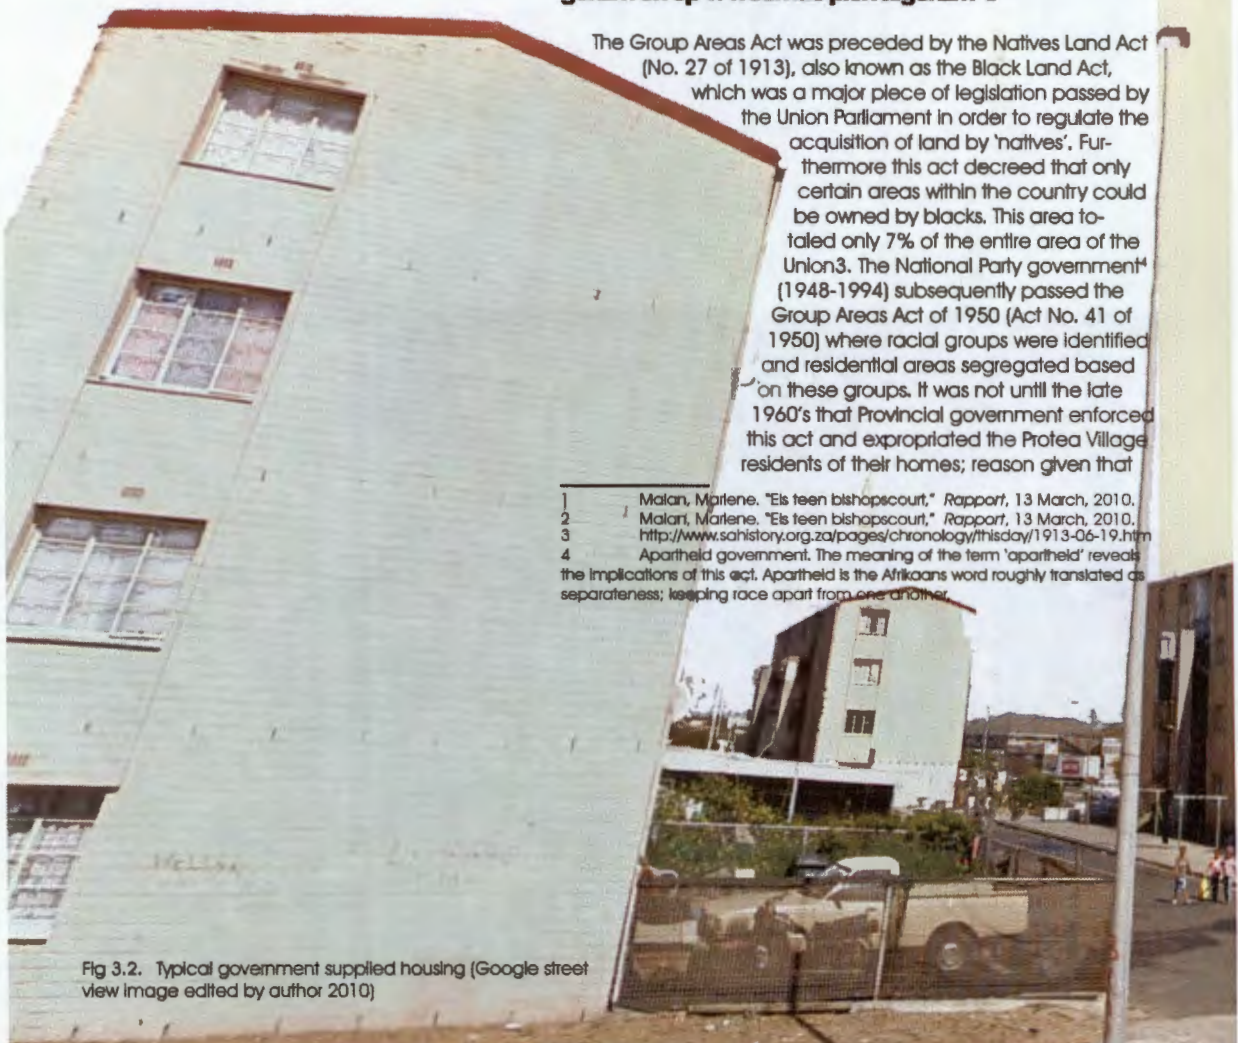 The Group Areas Act was preceded by the Natives Land Act
(No. 27 of 1913), also known as the Black Land Act,
which was a major piece of legislation passed by
the Union Parliament in order to regulate the
acquisition of land by 'natives'. Fur-
thermore this act decreed that only
certain areas within the country could
be owned by blacks. This area to-
taled only 7% of the entire area of the
Union3. The National Party government⁴
(1948-1994) subsequently passed the
Group Areas Act of 1950 (Act No. 41 of
1950) where racial groups were identified
and residential areas segregated based
on these groups. It was not until the late
1960's that Provincial government enforced
this act and expropriated the Protea Village
residents of their homes; reason given that
1 Malan, Marlene. "Eis teen bishopscourt," Rapport, 13 March, 2010.
2 Malan, Marlene. "Eis teen bishopscourt," Rapport, 13 March, 2010.
3 http://www.sahistory.org.za/pages/chronology/thisday/1913-06-19.htm
4 Apartheid government. The meaning of the term 'apartheid' reveals
the implications of this act. Apartheid is the Afrikaans word roughly translated as
separateness; keeping race apart from one another.
Fig 3.2. Typical government supplied housing (Google street
view image edited by author 2010)